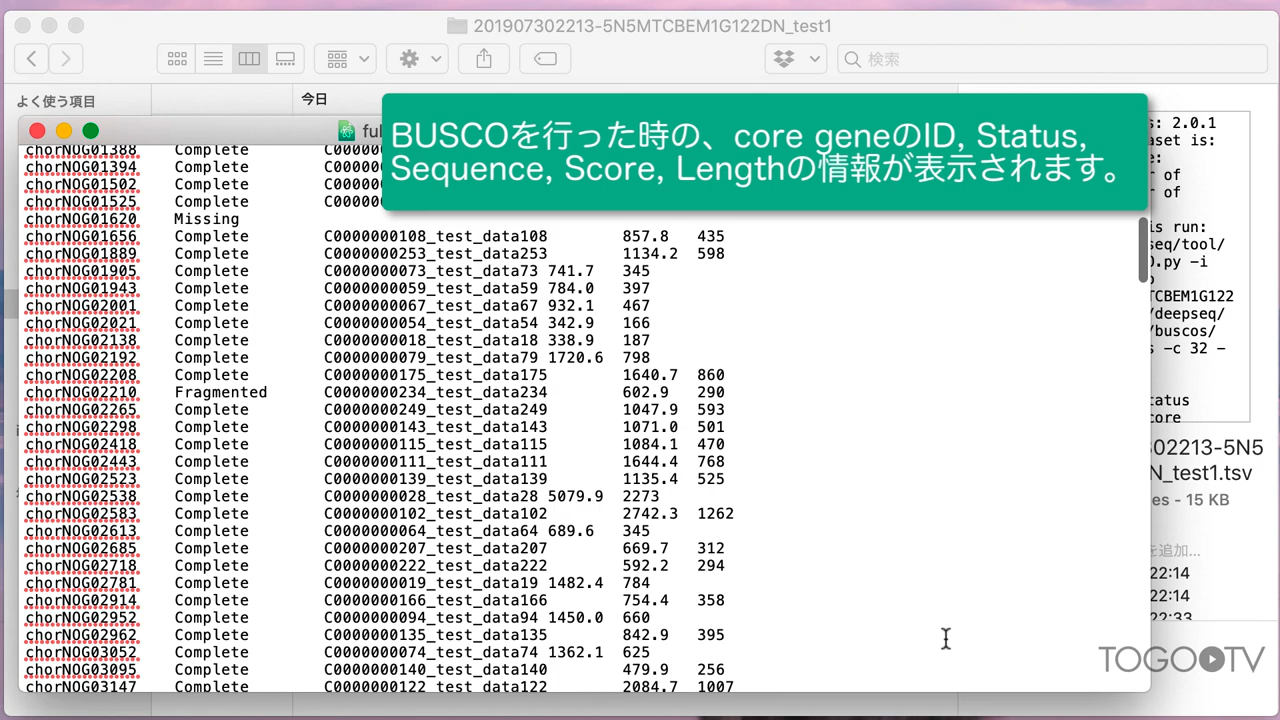 201907302213-5N5MTCBEM1G122DN_test1
検索
よく使う項目
今日
BUSCOを行った時の、core geneのID, Status,
Sequence, Score, Lengthの情報が表示されます。
chorNOG01388 Complete
chorNOG01394 Complete
chorNOG01502 Complete
chorNOG01525 Complete
chorNOG01620 Missing
chorNOG01656 Complete C0000000108_test_data108 857.8 435
chorNOG01889 Complete C0000000253_test_data253 1134.2 598
chorNOG01905 Complete C0000000073_test_data73 741.7 345
chorNOG01943 Complete C0000000059_test_data59 784.0 397
chorNOG02001 Complete C0000000067_test_data67 932.1 467
chorNOG02021 Complete C0000000054_test_data54 342.9 166
chorNOG02138 Complete C0000000018_test_data18 338.9 187
chorNOG02192 Complete C0000000079_test_data79 1720.6 798
chorNOG02208 Complete C0000000175_test_data175 1640.7 860
chorNOG02210 Fragmented C0000000234_test_data234 602.9 290
chorNOG02265 Complete C0000000249_test_data249 1047.9 593
chorNOG02298 Complete C0000000143_test_data143 1071.0 501
chorNOG02418 Complete C0000000115_test_data115 1084.1 470
chorNOG02443 Complete C0000000111_test_data111 1644.4 768
chorNOG02523 Complete C0000000139_test_data139 1135.4 525
chorNOG02538 Complete C0000000028_test_data28 5079.9 2273
chorNOG02583 Complete C0000000102_test_data102 2742.3 1262
chorNOG02613 Complete C0000000064_test_data64 689.6 345
chorNOG02685 Complete C0000000207_test_data207 669.7 312
chorNOG02718 Complete C0000000222_test_data222 592.2 294
chorNOG02781 Complete C0000000019_test_data19 1482.4 784
chorNOG02914 Complete C0000000166_test_data166 754.4 358
chorNOG02952 Complete C0000000094_test_data94 1450.0 660
chorNOG02962 Complete C0000000135_test_data135 842.9 395
chorNOG03052 Complete C0000000074_test_data74 1362.1 625
chorNOG03095 Complete C0000000140_test_data140 479.9 256
chorNOG03147 Complete C0000000122_test_data122 2084.7 1007
s: 2.0.1
aset is:
e:
r of
r of
is run:
seq/tool/
O.py -i
TCBEM1G122
/deepseq/
/buscos/
s -c 32 -
tatus
core
02213-5N5
N_test1.tsv
es - 15 KB
を追加...
22:14
22:14
22:33
TOGOTV